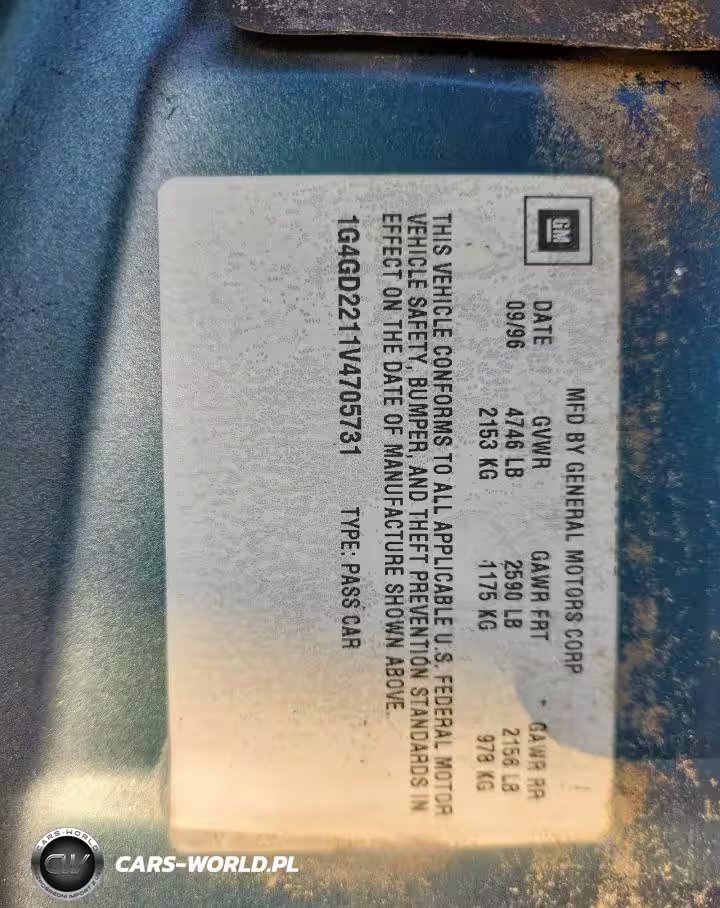 GM
MFD BY GENERAL MOTORS CORP
DATE GVWR GAWR FRT GAWR RR
09/96 4746 LB 2590 LB 2156 LB
2153 KG 1175 KG 978 KG
THIS VEHICLE CONFORMS TO ALL APPLICABLE U.S. FEDERAL MOTOR
VEHICLE SAFETY, BUMPER, AND THEFT PREVENTION STANDARDS IN
EFFECT ON THE DATE OF MANUFACTURE SHOWN ABOVE.
1G4GD2211V4705731 TYPE: PASS CAR
CARS-WORLD
CW
CARS-WORLD.PL